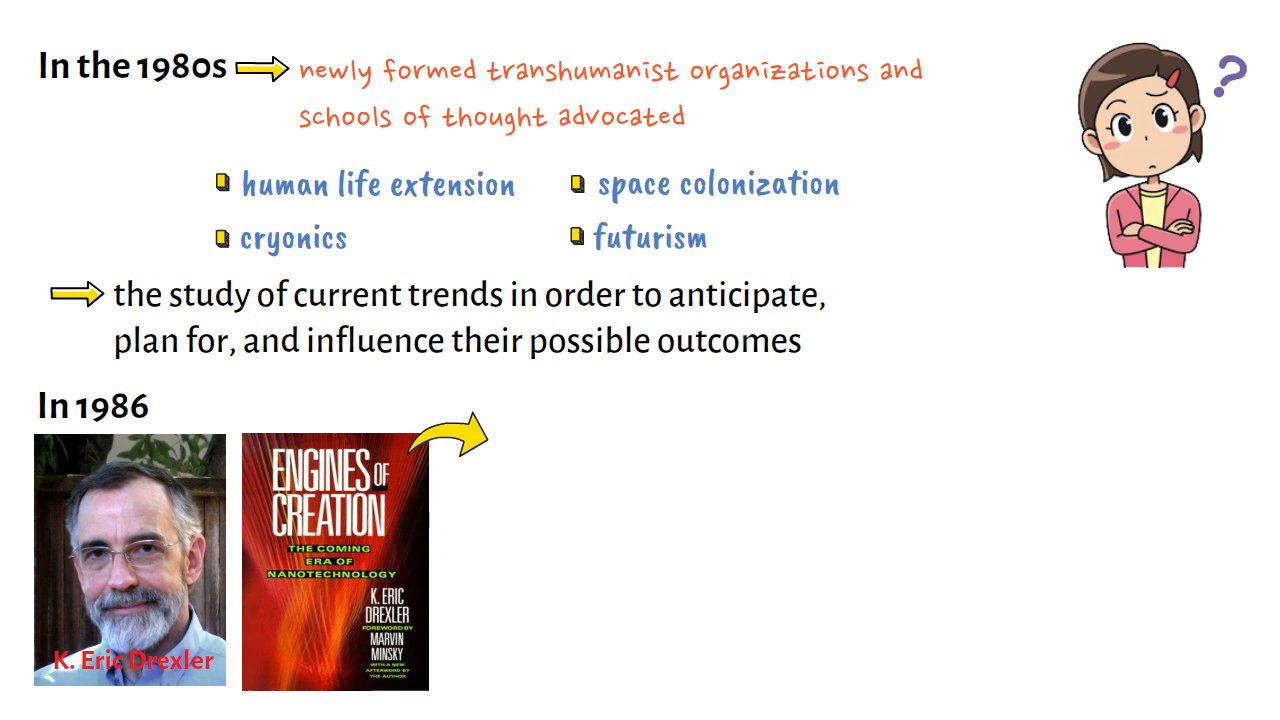 In the 1980s
newly formed transhumanist organizations and
schools of thought advocated
human life extension
space colonization
cryonics
futurism
the study of current trends in order to anticipate,
plan for, and influence their possible outcomes
In 1986
K. Eric Drexler
ENGINES OF
CREATION
THE COMING
ERA OF
NANOTECHNOLOGY
K. ERIC
DREXLER
FOREWORD BY
MARVIN
MINSKY
WITH A NEW
AFTERWORD BY
THE AUTHOR
?